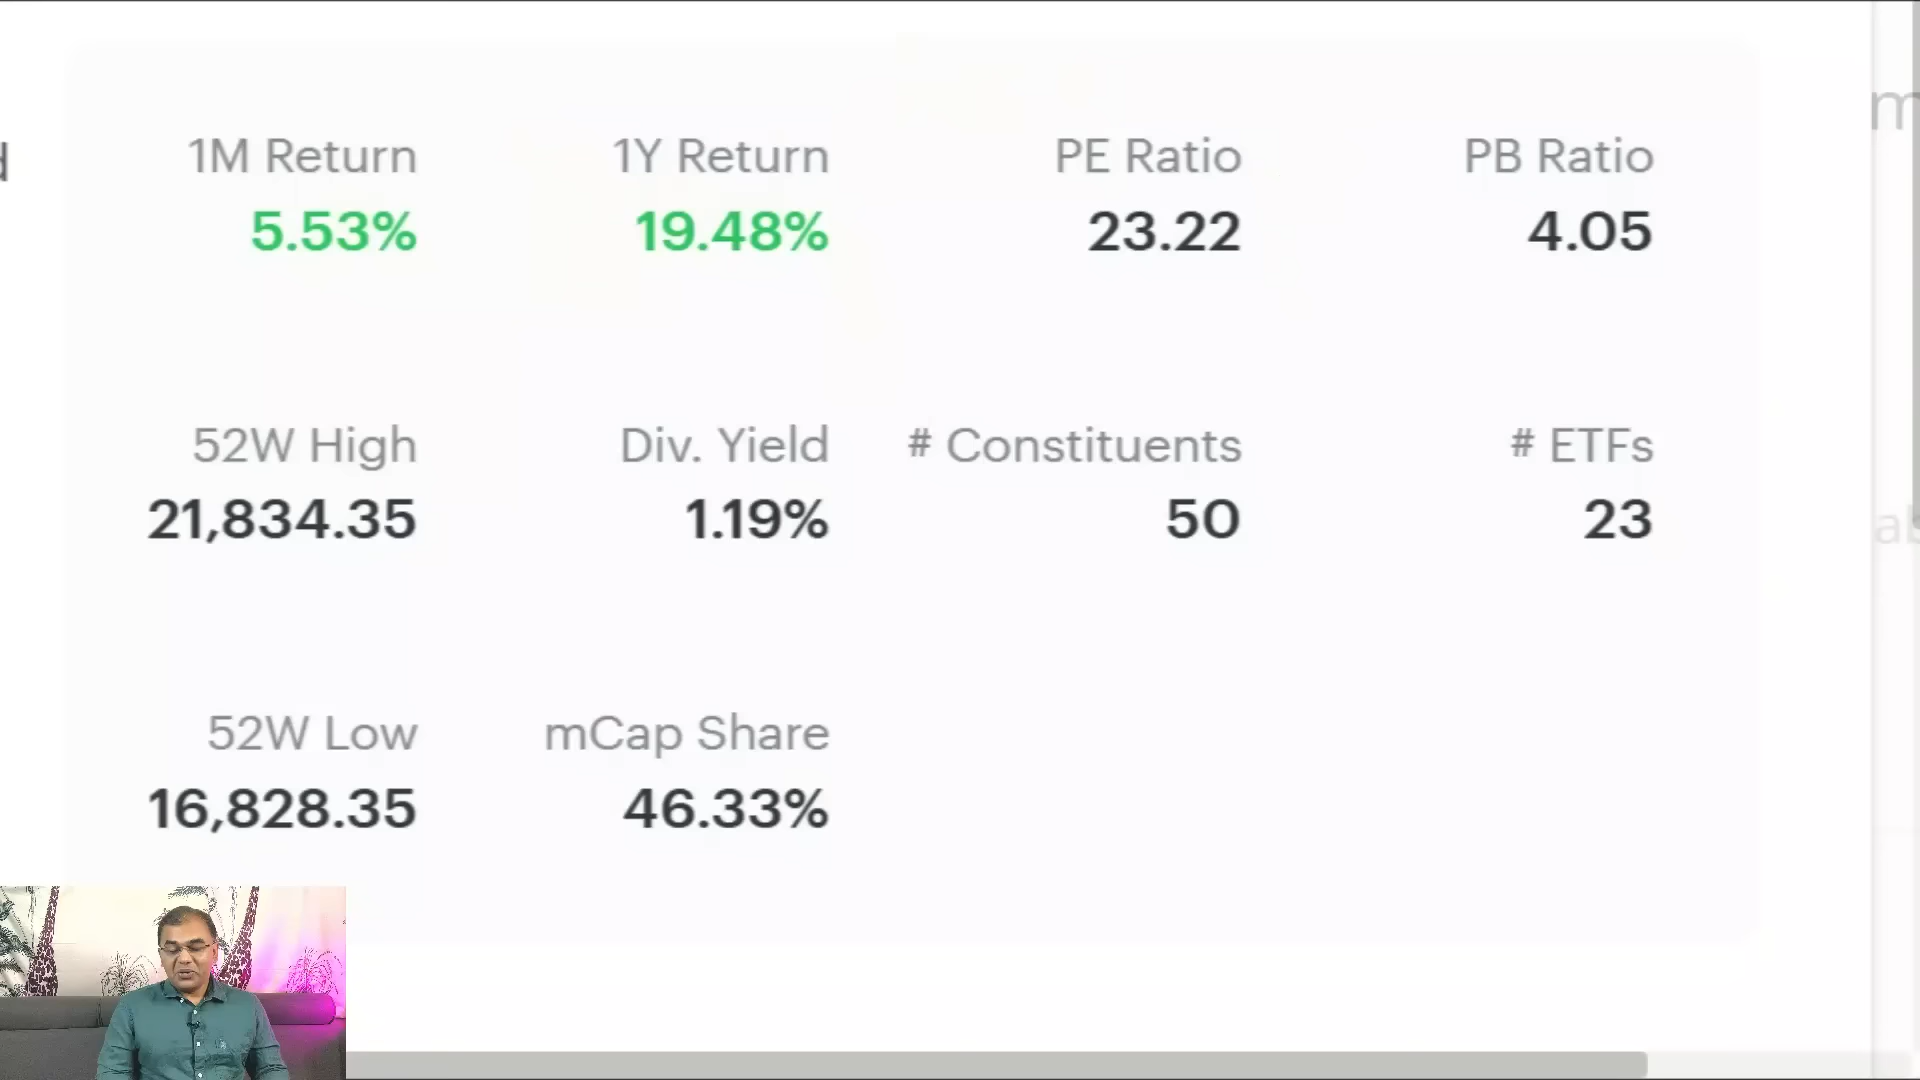 1M Return 1Y Return PE Ratio PB Ratio
5.53% 19.48% 23.22 4.05
52W High Div. Yield # Constituents # ETFs
21,834.35 1.19% 50 23
52W Low mCap Share
16,828.35 46.33%